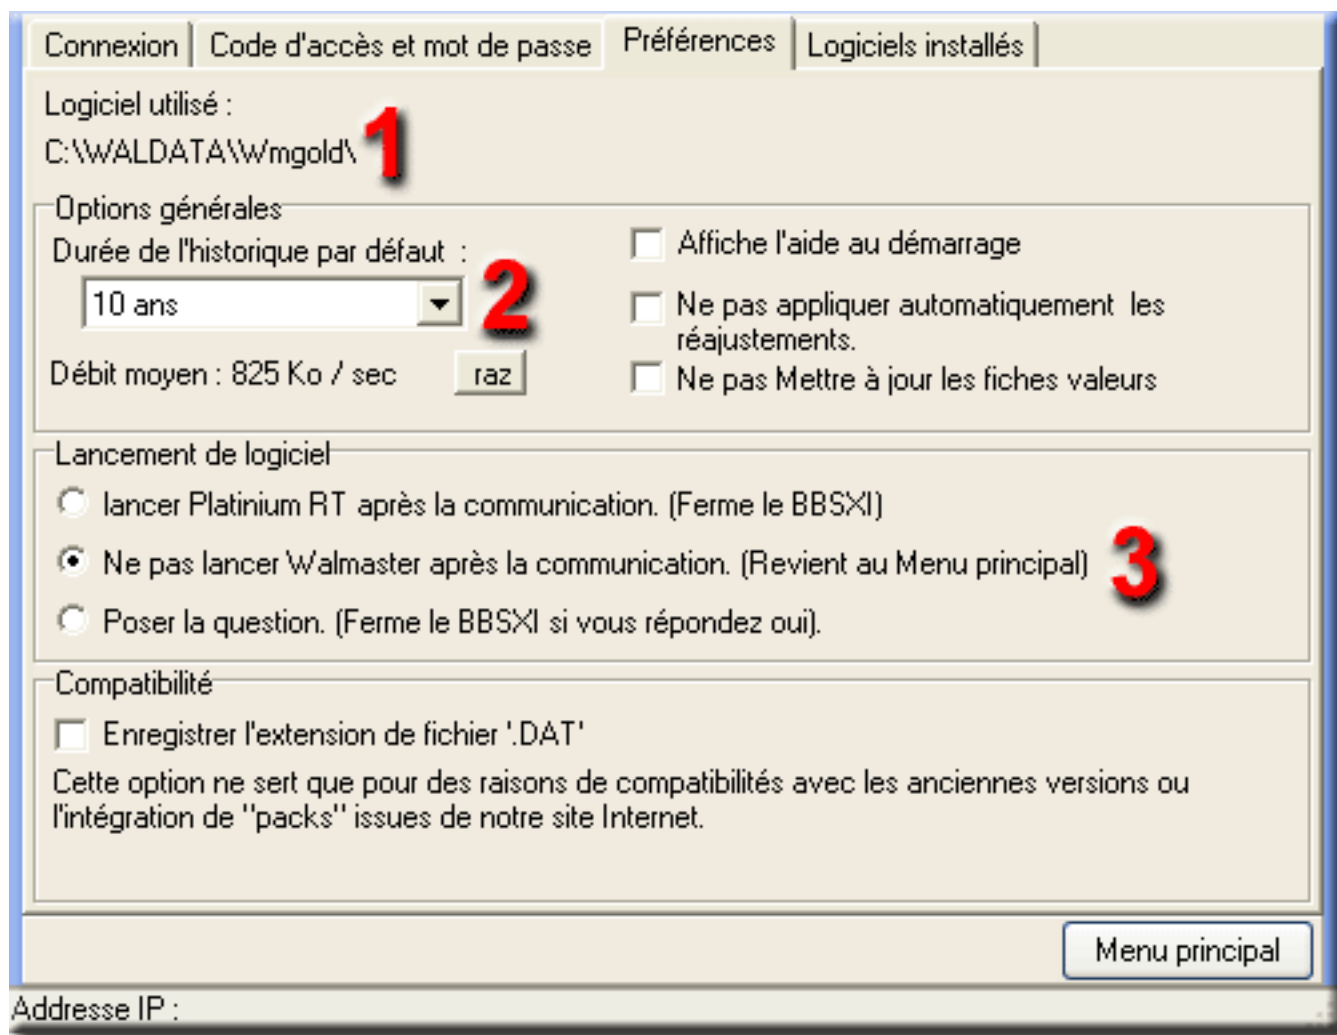 Connexion
Code d'accès et mot de passe
Préférences
Logiciels installés
Logiciel utilisé :
C:\WALDATA\Wmgold\
1
Options générales
Durée de l'historique par défaut :
10 ans
2
Débit moyen : 825 Ko / sec
raz
Affiche l'aide au démarrage
Ne pas appliquer automatiquement les
réajustements.
Ne pas Mettre à jour les fiches valeurs
Lancement de logiciel
lancer Platinium RT après la communication. (Ferme le BBSXI)
Ne pas lancer Walmaster après la communication. (Revient au Menu principal)
3
Poser la question. (Ferme le BBSXI si vous répondez oui).
Compatibilité
Enregistrer l'extension de fichier '.DAT'
Cette option ne sert que pour des raisons de compatibilités avec les anciennes versions ou
l'intégration de "packs" issues de notre site Internet.
Menu principal
Addresse IP :